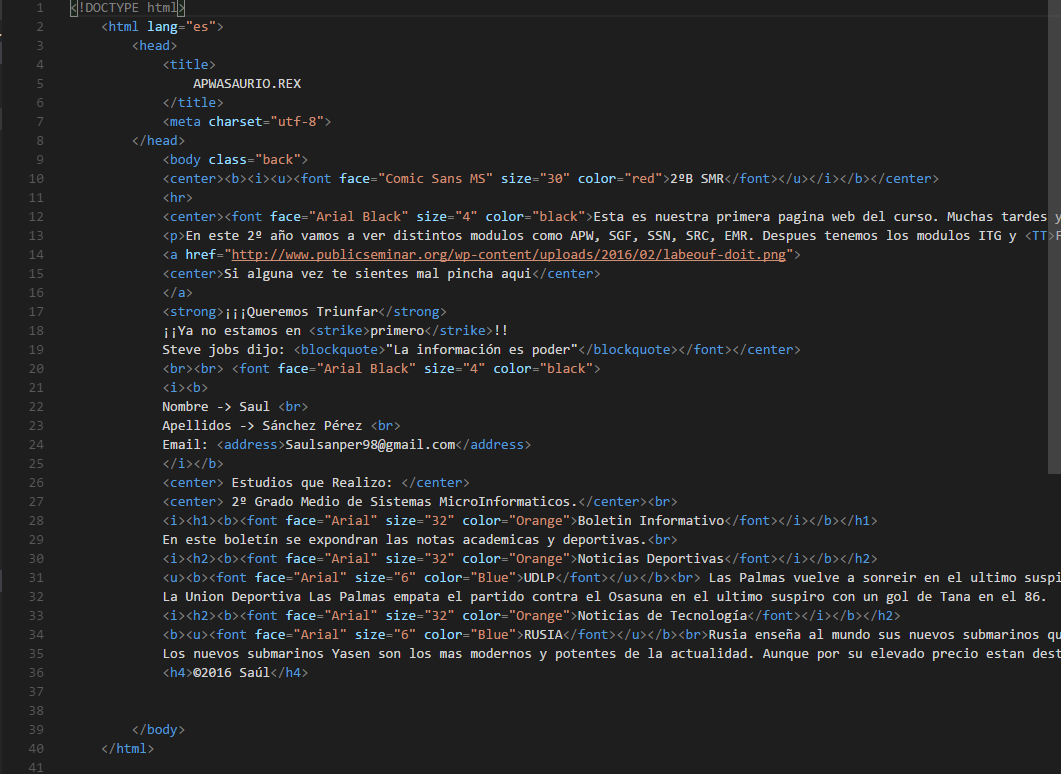 1 <!DOCTYPE html>
2 <html lang="es">
3 <head>
4 <title>
5 APWASAURIO.REX
6 </title>
7 <meta charset="utf-8">
8 </head>
9 <body class="back">
10 <center><b><i><u><font face="Comic Sans MS" size="30" color="red">2ºB SMR</font></u></i></b></center>
11 <hr>
12 <center><font face="Arial Black" size="4" color="black">Esta es nuestra primera pagina web del curso. Muchas tardes y
13 <p>En este 2º año vamos a ver distintos modulos como APW, SGF, SSN, SRC, EMR. Despues tenemos los modulos ITG y <TT>F
14 <a href="http://www.publicseminar.org/wp-content/uploads/2016/02/labeouf-doit.png">
15 <center>Si alguna vez te sientes mal pincha aqui</center>
16 </a>
17 <strong>¡¡¡Queremos Triunfar</strong>
18 ¡¡Ya no estamos en <strike>primero</strike>!!
19 Steve jobs dijo: <blockquote>"La información es poder"</blockquote></font></center>
20 <br><br> <font face="Arial Black" size="4" color="black">
21 <i><b>
22 Nombre -> Saul <br>
23 Apellidos -> Sánchez Pérez <br>
24 Email: <address>Saulsanper98@gmail.com</address>
25 </i></b>
26 <center> Estudios que Realizo: </center>
27 <center> 2º Grado Medio de Sistemas MicroInformaticos.</center><br>
28 <i><h1><b><font face="Arial" size="32" color="Orange">Boletin Informativo</font></i></b></h1>
29 En este boletín se expondran las notas academicas y deportivas.<br>
30 <i><h2><b><font face="Arial" size="32" color="Orange">Noticias Deportivas</font></i></b></h2>
31 <u><b><font face="Arial" size="6" color="Blue">UDLP</font></u></b><br> Las Palmas vuelve a sonreir en el ultimo suspi
32 La Union Deportiva Las Palmas empata el partido contra el Osasuna en el ultimo suspiro con un gol de Tana en el 86.
33 <i><h2><b><font face="Arial" size="32" color="Orange">Noticias de Tecnología</font></i></b></h2>
34 <b><u><font face="Arial" size="6" color="Blue">RUSIA</font></u></b><br>Rusia enseña al mundo sus nuevos submarinos qu
35 Los nuevos submarinos Yasen son los mas modernos y potentes de la actualidad. Aunque por su elevado precio estan dest
36 <h4>©2016 Saúl</h4>
37
38
39 </body>
40 </html>
41